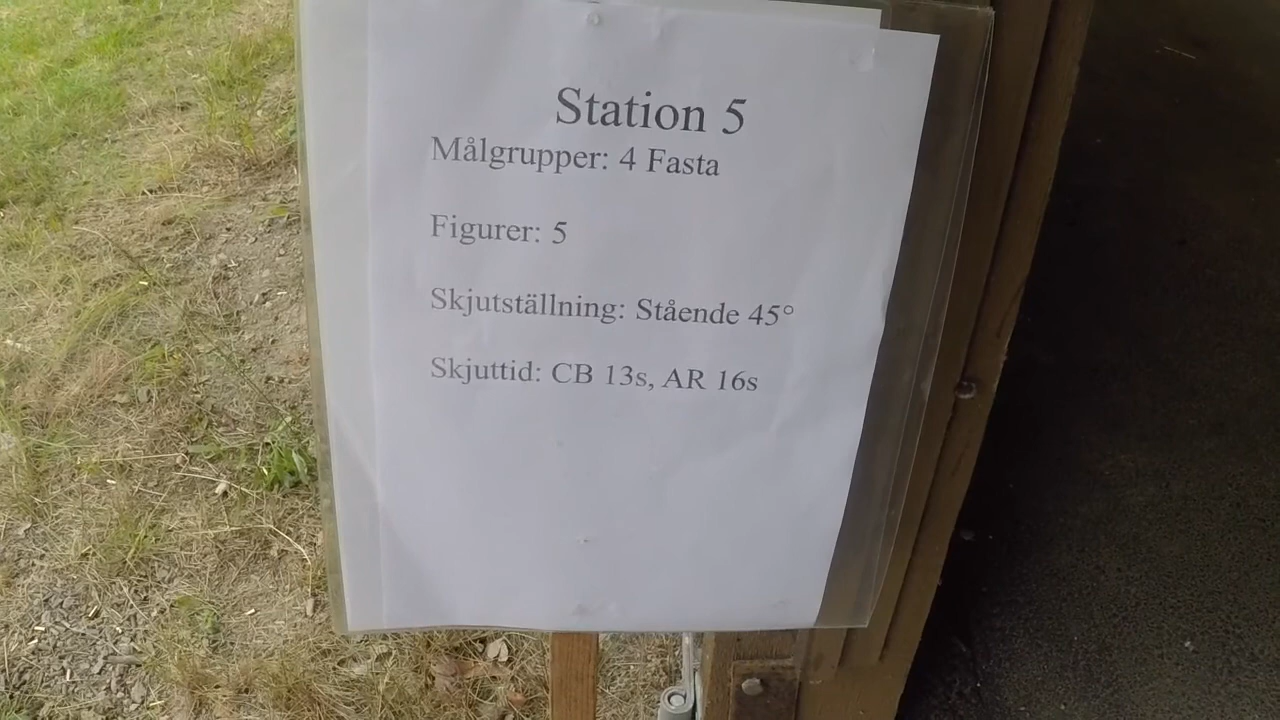 Station 5
Målgrupper: 4 Fasta
Figurer: 5
Skjutställning: Stående 45°
Skjuttid: CB 13s, AR 16s